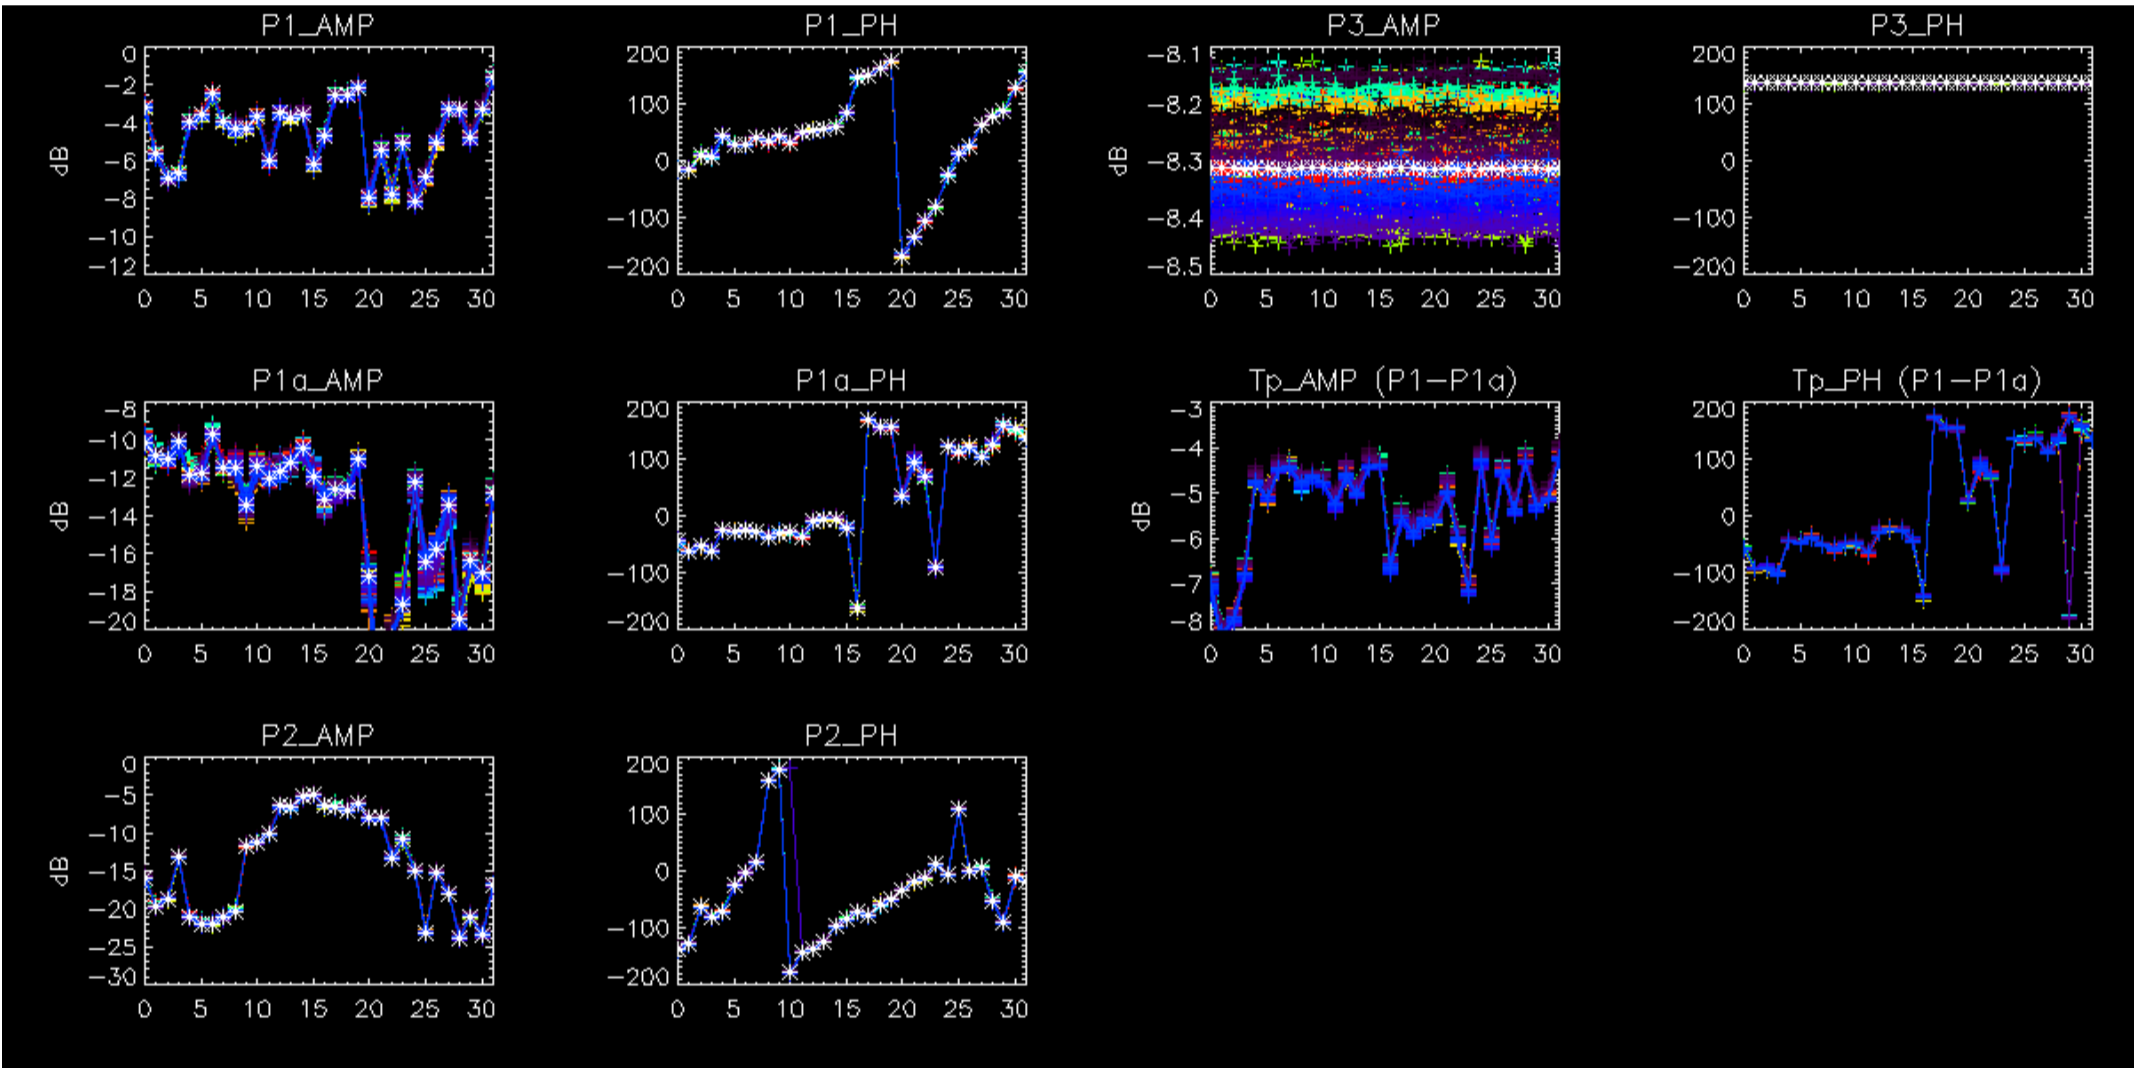 P1_AMP
P1_PH
P3_AMP
P3_PH
0
−2
−4
−6
−8
−10
−12
dB
0 5 10 15 20 25 30
200
100
0
−100
−200
0 5 10 15 20 25 30
−8.1
−8.2
−8.3
−8.4
−8.5
dB
0 5 10 15 20 25 30
200
100
0
−100
−200
0 5 10 15 20 25 30
P1a_AMP
P1a_PH
Tp_AMP (P1−P1a)
Tp_PH (P1−P1a)
−8
−10
−12
−14
−16
−18
−20
dB
0 5 10 15 20 25 30
200
100
0
−100
−200
0 5 10 15 20 25 30
−3
−4
−5
−6
−7
−8
dB
0 5 10 15 20 25 30
200
100
0
−100
−200
0 5 10 15 20 25 30
P2_AMP
P2_PH
0
−5
−10
−15
−20
−25
−30
dB
0 5 10 15 20 25 30
200
100
0
−100
−200
0 5 10 15 20 25 30